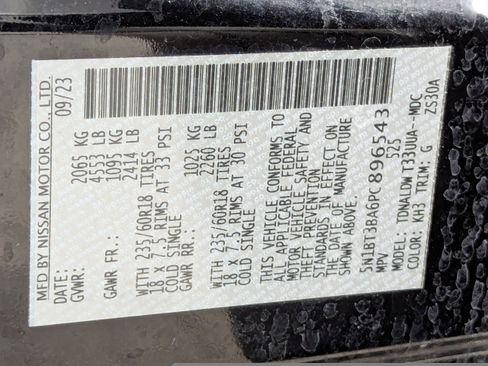 MFD BY NISSAN MOTOR CO., LTD.
DATE: 09/23
GVWR: 2065 KG
4553 LB
GAWR FR.: 1095 KG
2414 LB
WITH 235/60R18
18 X 7.5 RIMS AT 33 PSI
COLD SINGLE
GAWR RR.: 1025 KG
2260 LB
WITH 235/60R18
18 X 7.5 RIMS AT 30 PSI
COLD SINGLE
THIS VEHICLE CONFORMS TO
ALL APPLICABLE FEDERAL
MOTOR VEHICLE SAFETY AND
THEFT PREVENTION
STANDARDS IN EFFECT ON
THE DATE OF MANUFACTURE
SHOWN ABOVE.
5N1BT3BA6PC896543
MPV 5323
MODEL: TDMALDW T33UUA--MDC
COLOR: KH3 TRIM: G ZS30A